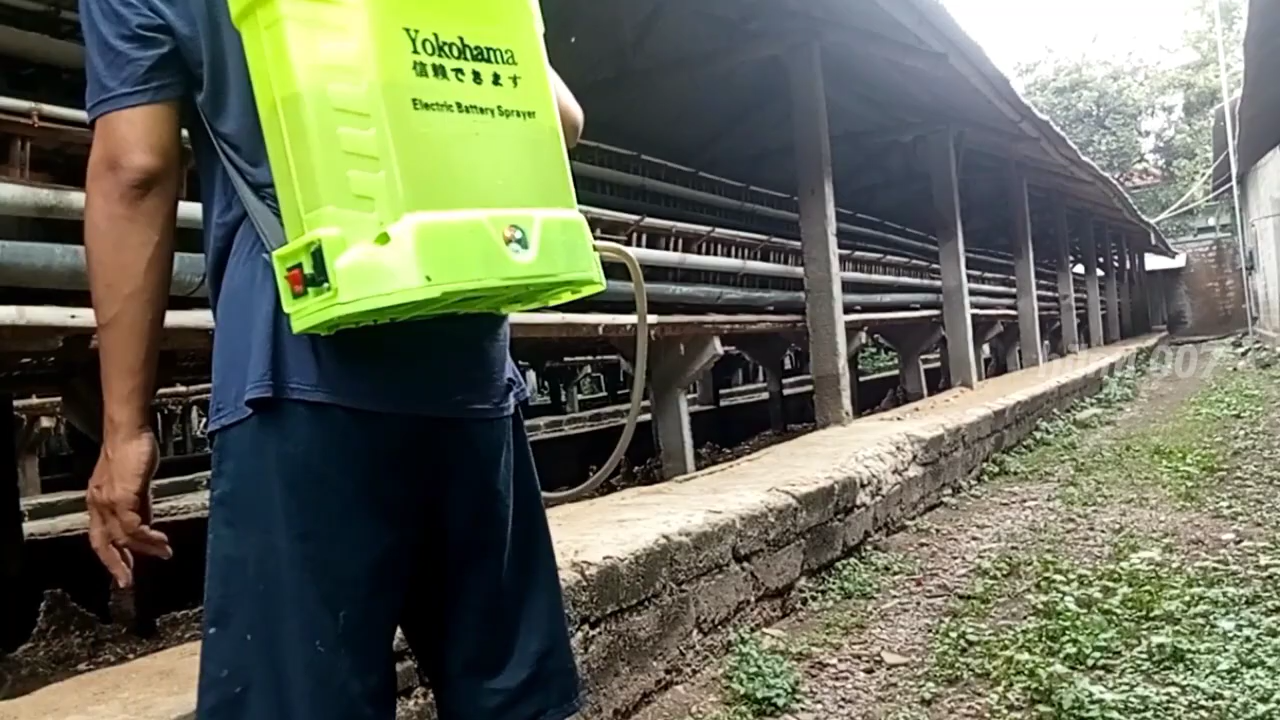 Yokohama
信頼できます
Electric Battery Sprayer